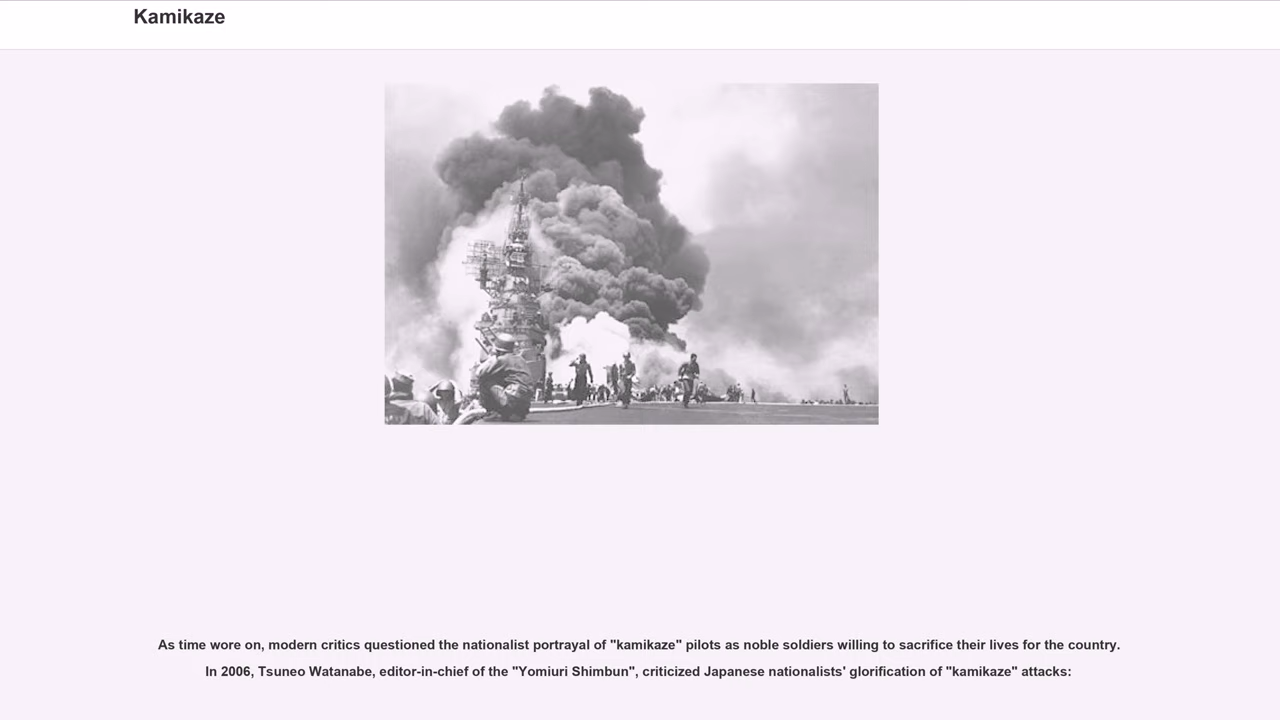 Kamikaze
As time wore on, modern critics questioned the nationalist portrayal of "kamikaze" pilots as noble soldiers willing to sacrifice their lives for the country.
In 2006, Tsuneo Watanabe, editor-in-chief of the "Yomiuri Shimbun", criticized Japanese nationalists' glorification of "kamikaze" attacks: